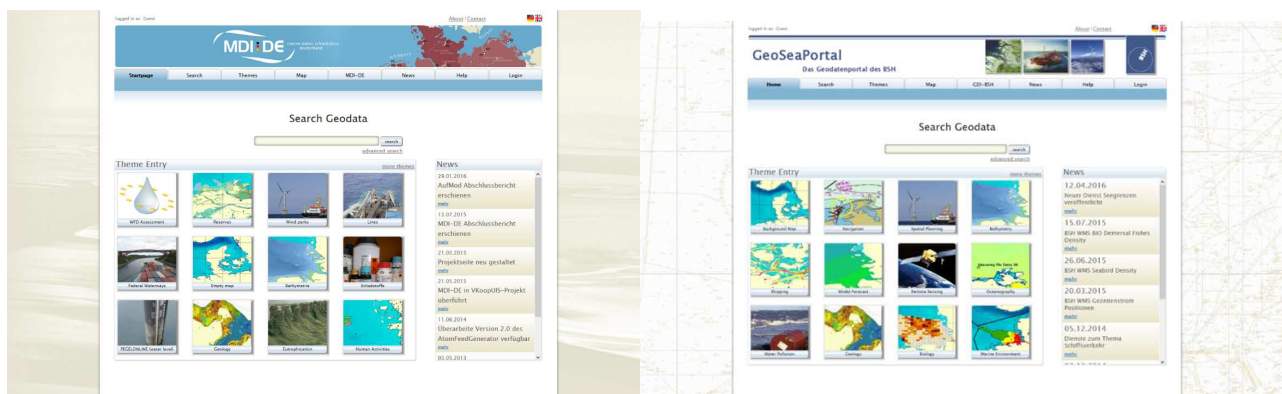 logged in as: Guest
About | Contact
MDI DE
marine daten infrastruktur
deutschland
Startpage Search Themes Map MDI-DE News Help Login
Search Geodata
search
advanced search
Theme Entry more themes
WFD Assessment Reserves Wind parks Lines
Federal Waterways Empty map Bathymetrie Schadstoffe
PEGELONLINE (water level) Geology Eutrophication Human Activities
News
29.01.2016
AufMod Abschlussbericht
erschienen
mehr
13.07.2015
MDI-DE Abschlussbericht
erschienen
mehr
21.05.2015
Projektseite neu gestaltet
mehr
21.05.2015
MDI-DE in VKoopUIS-Projekt
überführt
mehr
11.06.2014
Überarbeite Version 2.0 des
AtomFeedGenerator verfügbar
mehr
03.05.2013
logged in as: Guest
About | Contact
GeoSeaPortal
Das Geodatenportal des BSH
BSH
Home Search Themes Map GDI-BSH News Help Login
Search Geodata
search
advanced search
Theme Entry more themes
Background Map Navigation Spatial Planning Bathymetry
Shipping Model Forecast Remote Sensing Oceanography
Water Pollution Geology Biology Marine Environment
News
12.04.2016
Neuer Dienst Seegrenzen
veröffentlicht
mehr
15.07.2015
BSH WMS BIO Demersal Fishes
Density
mehr
26.06.2015
BSH WMS Seabird Density
mehr
20.03.2015
BSH WMS Gezeitenstrom
Positionen
mehr
05.12.2014
Dienste zum Thema
Schiffsverkehr
mehr